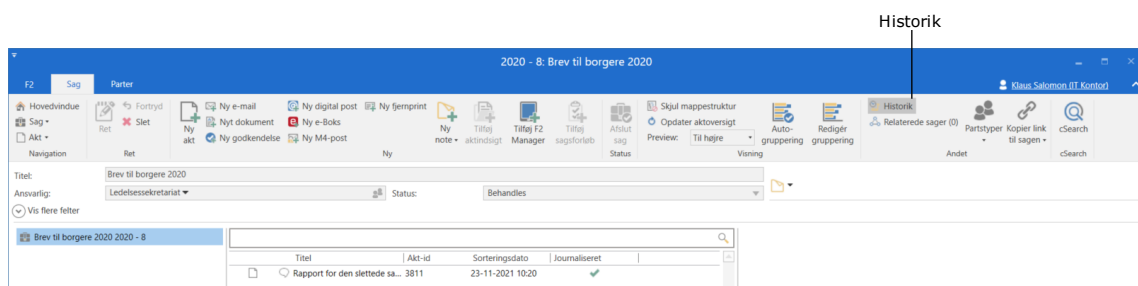 Historik
2020 - 8: Brev til borgere 2020
F2 Sag Parter Klaus Salomon (IT Kontor)
Hovedvindue Fortryd Ny e-mail Ny digital post Ny fjernprint Skjul mappestruktur Historik
Sag Slet Nyt dokument Ny e-Boks Opdater aktoversigt Relaterede sager (0)
Akt Ret Ny akt Ny godkendelse Ny M4-post Ny note Tilføj aktindsigt Tilføj F2 Manager Tilføj sagsforløb Afslut sag Preview: Til højre Auto-gruppering Redigér gruppering Partstyper Kopier link til sagen cSearch
Navigation Ret Ny Status Visning Andet cSearch
Titel: Brev til borgere 2020
Ansvarlig: Ledelsessekretariat Status: Behandles
Vis flere felter
Brev til borgere 2020 2020 - 8
Titel Akt-id Sorteringsdato Journaliseret
Rapport for den slettede sa... 3811 23-11-2021 10:20